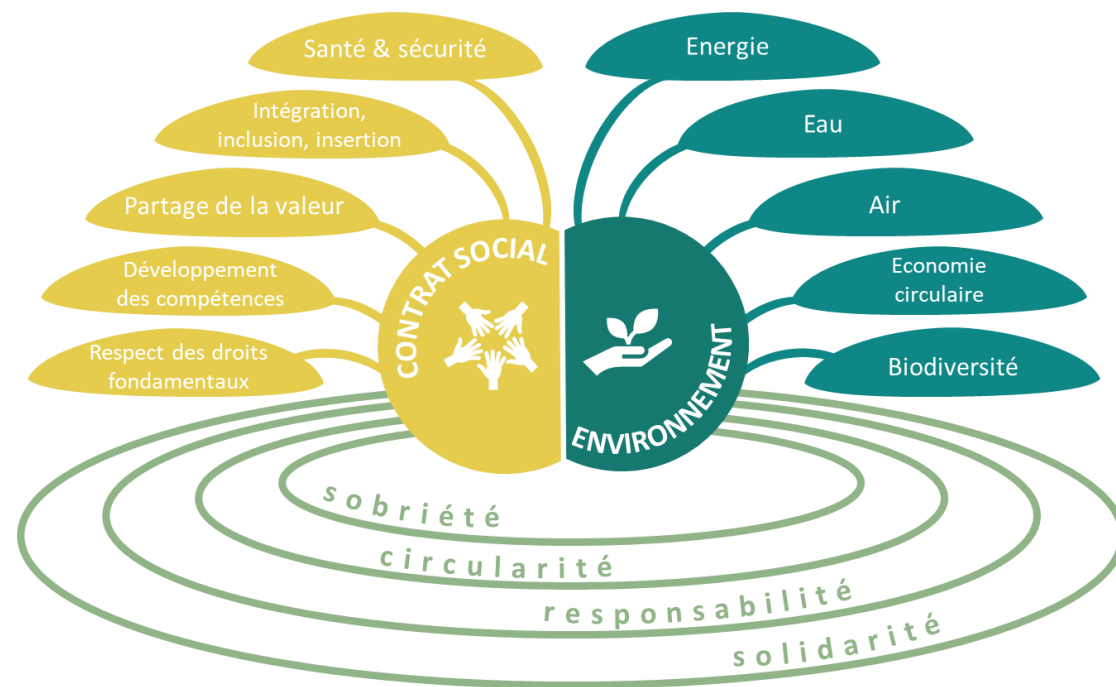 Santé & sécurité
Intégration,
inclusion, insertion
Partage de la valeur
Développement
des compétences
Respect des droits
fondamentaux
CONTRAT SOCIAL
Energie
Eau
Air
Economie
circulaire
Biodiversité
ENVIRONNEMENT
sobriété
circularité
responsabilité
solidarité